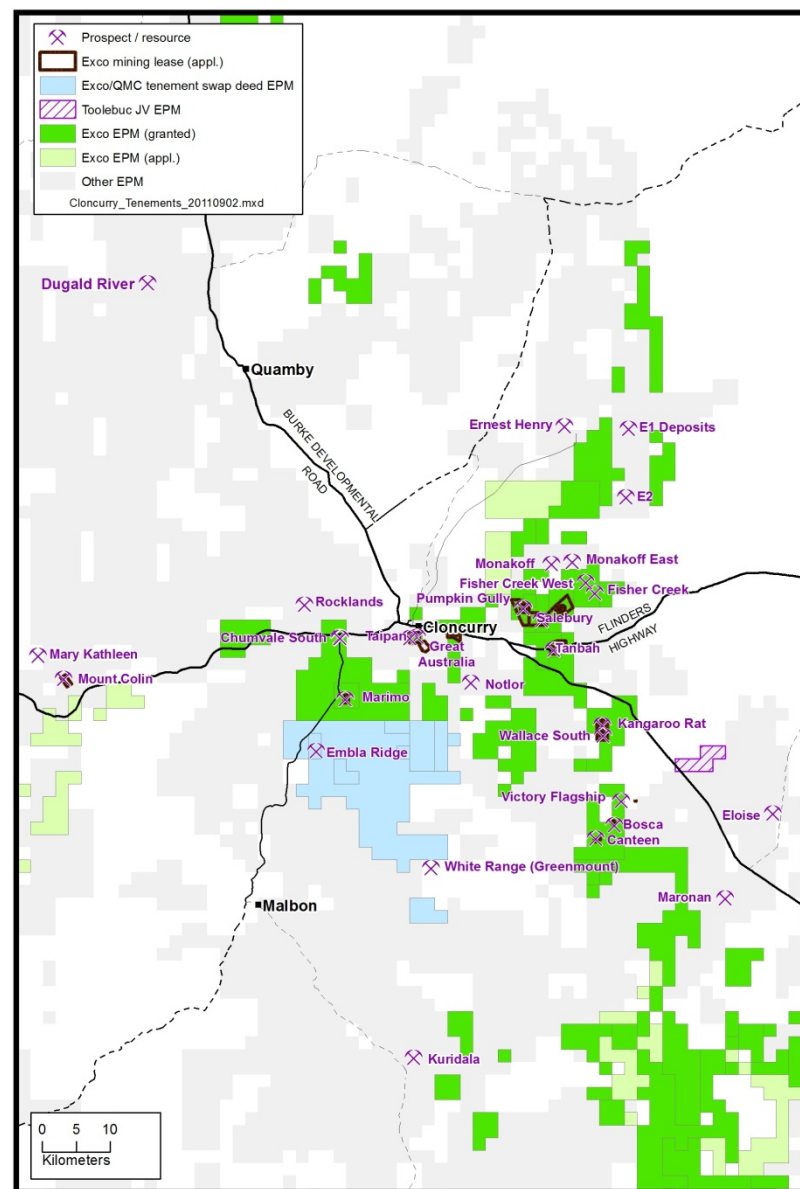 Prospect / resource
Exco mining lease (appl.)
Exco/QMC tenement swap deed EPM
Toolebuc JV EPM
Exco EPM (granted)
Exco EPM (appl.)
Other EPM
Cloncurry_Tenements_20110902.mxd
Dugald River
Quamby
BURKE DEVELOPMENTAL
ROAD
Ernest Henry
E1 Deposits
E2
Monakoff
Monakoff East
Fisher Creek West
Fisher Creek
Pumpkin Gully
Rocklands
Salebury
FLINDERS
HIGHWAY
Cloncurry
Chumvale South
Taipan
Great
Australia
Tanbah
Mary Kathleen
Mount Colin
Notlor
Marimo
Kangaroo Rat
Wallace South
Embla Ridge
Victory Flagship
Eloise
Bosca
Canteen
White Range (Greenmount)
Maronan
Malbon
Kuridala
0 5 10
Kilometers